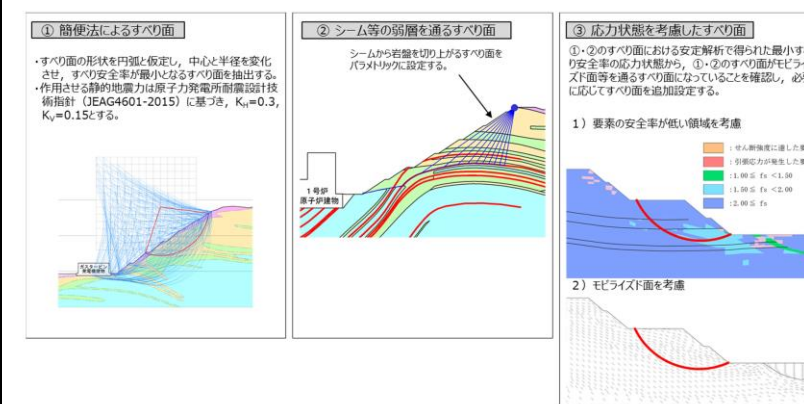 ① 簡便法によるすべり面
・すべり面の形状を円弧と仮定し，中心と半径を変化
させ，すべり安全率が最小となるすべり面を抽出する。
・作用させる静的地震力は原子力発電所耐震設計技
術指針（JEAG4601-2015）に基づき，KH=0.3,
KV=0.15とする。
② シーム等の弱層を通るすべり面
シームから岩盤を切り上がるすべり面を
パラメトリックに設定する。
1号炉
原子炉建物
③ 応力状態を考慮したすべり面
①・②のすべり面における安定解析で得られた最小す
り安全率の応力状態から，①・②のすべり面がモビライ
ズド面等を通るすべり面になっていることを確認し，必
に応じてすべり面を追加設定する。
1）要素の安全率が低い領域を考慮
：せん断強度に達した要
：引張応力が発生した要
：1.00≦ fs ＜1.50
：1.50≦ fs ＜2.00
：2.00≦ fs
2）モビライズド面を考慮